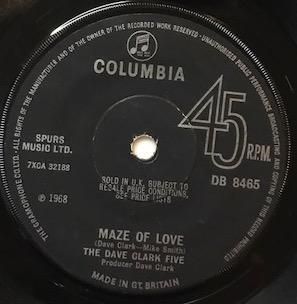 THE GRAMOPHONE CO. LTD. · ALL RIGHTS OF THE MANUFACTURER AND OF THE OWNER OF THE RECORDED WORK RESERVED · UNAUTHORISED PUBLIC PERFORMANCE BROADCASTING AND COPYING OF THIS RECORD PROHIBITED
COLUMBIA
45
R.P.M.
SPURS
MUSIC LTD.
7XCA 32188
SOLD IN U.K. SUBJECT TO
RESALE PRICE CONDITIONS,
SEE PRICE LISTS
DB 8465
℗ 1968
MAZE OF LOVE
(Dave Clark-Mike Smith)
THE DAVE CLARK FIVE
Producer Dave Clark
MADE IN GT. BRITAIN